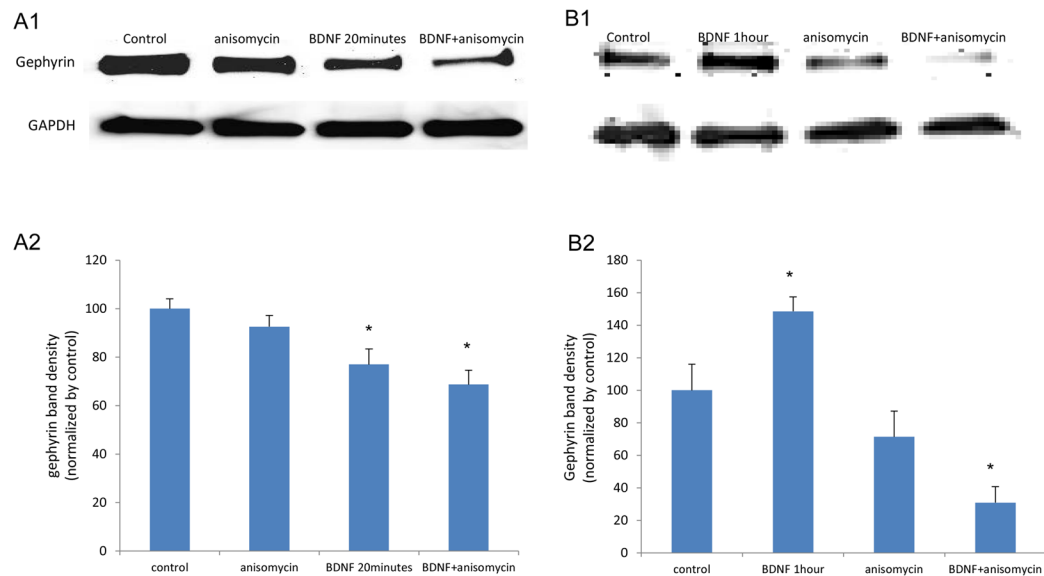 A1
Control anisomycin BDNF 20minutes BDNF+anisomycin
Gephyrin
GAPDH
B1
Control BDNF 1hour anisomycin BDNF+anisomycin
A2
gephyrin band density
(normalized by control)
120
100
80
60
40
20
0
* *
control anisomycin BDNF 20minutes BDNF+anisomycin
B2
Gephyrin band density
(normalized by control)
180
160
140
120
100
80
60
40
20
0
* *
control BDNF 1hour anisomycin BDNF+anisomycin